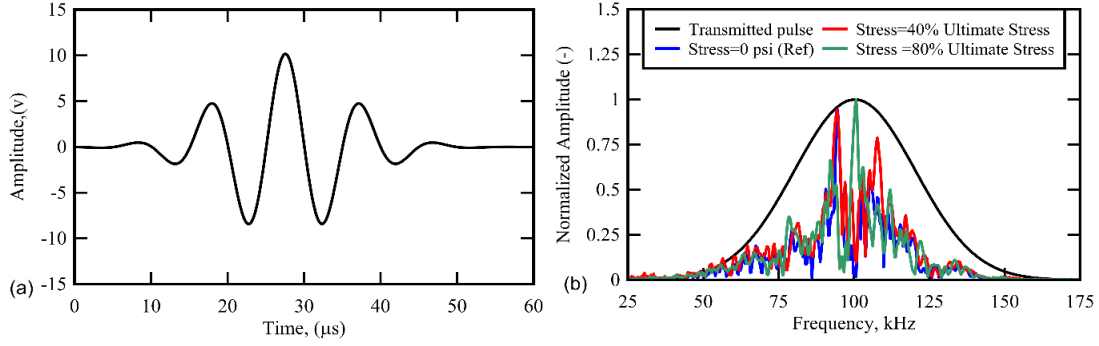 15
10
5
0
-5
-10
-15
0
10
20
30
40
50
60
Amplitude,(v)
Time, (μs)
(a)
1.5
1.25
1
0.75
0.5
0.25
0
25
50
75
100
125
150
175
Normalized Amplitude (-)
Frequency, kHz
(b)
Transmitted pulse
Stress=0 psi (Ref)
Stress=40% Ultimate Stress
Stress =80% Ultimate Stress